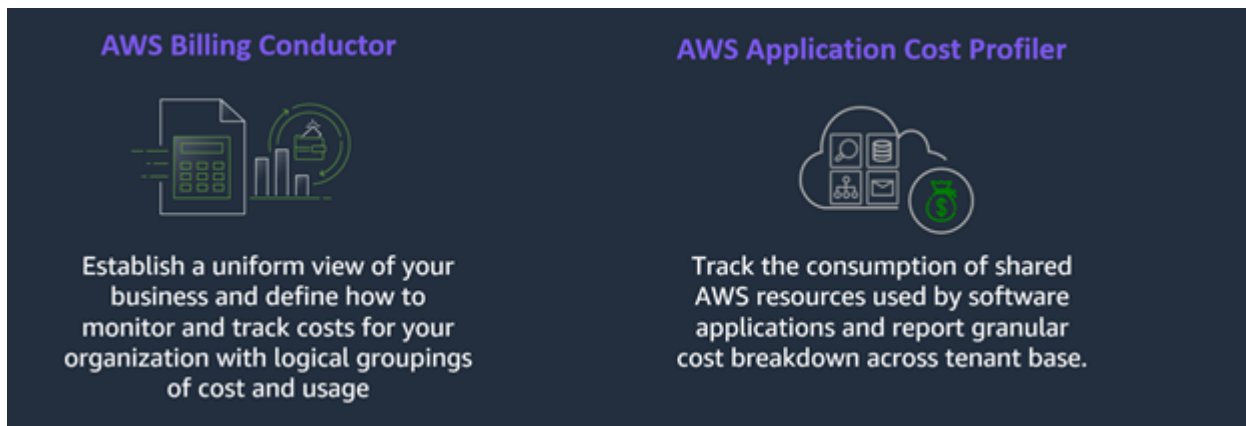 AWS Billing Conductor
Establish a uniform view of your
business and define how to
monitor and track costs for your
organization with logical groupings
of cost and usage
AWS Application Cost Profiler
$
Track the consumption of shared
AWS resources used by software
applications and report granular
cost breakdown across tenant base.